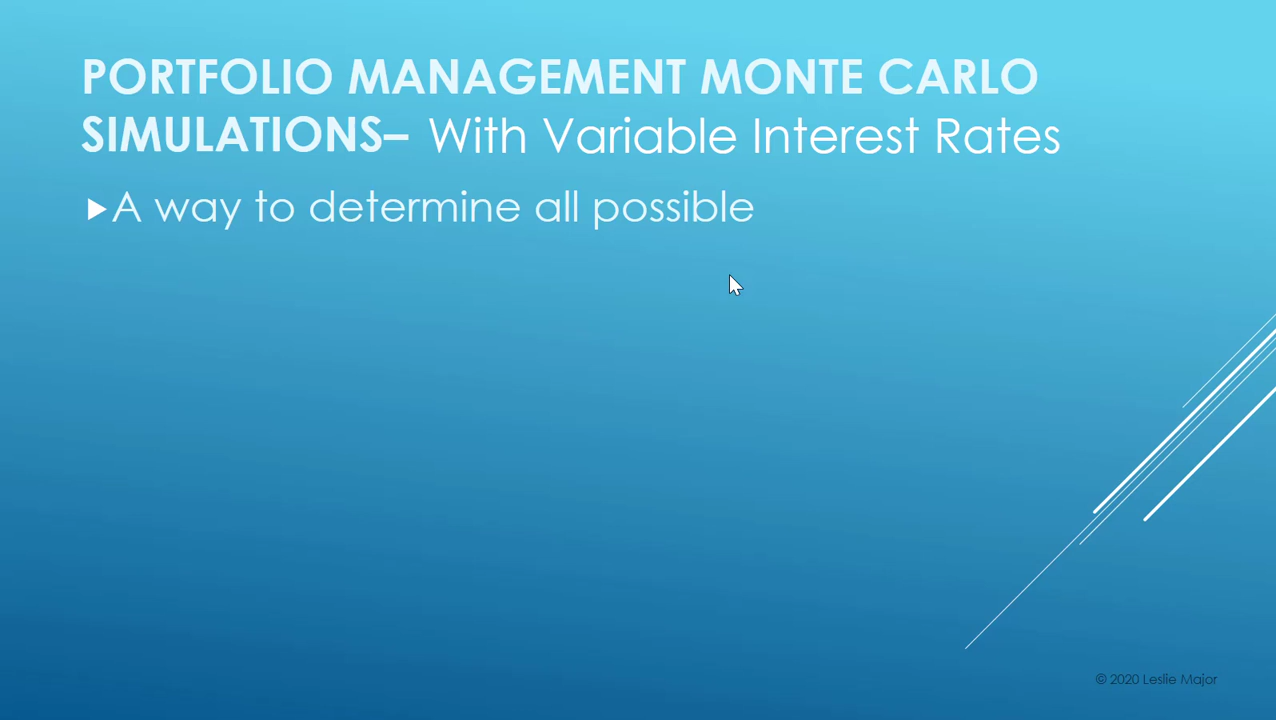 PORTFOLIO MANAGEMENT MONTE CARLO
SIMULATIONS– With Variable Interest Rates
A way to determine all possible
© 2020 Leslie Major